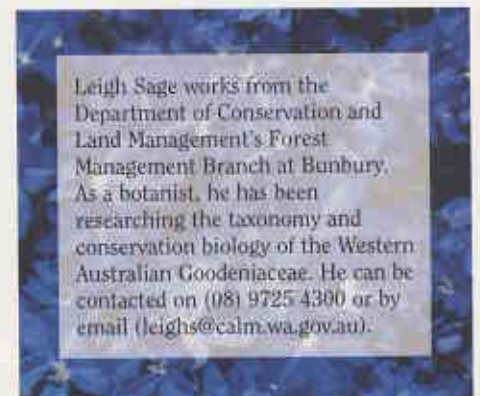 Leigh Sage works from the
Department of Conservation and
Land Management's Forest
Management Branch at Bunbury.
As a botanist, he has been
researching the taxonomy and
conservation biology of the Western
Australian Goodeniaceae. He can be
contacted on (08) 9725 4300 or by
email (leighs@calm.wa.gov.au).